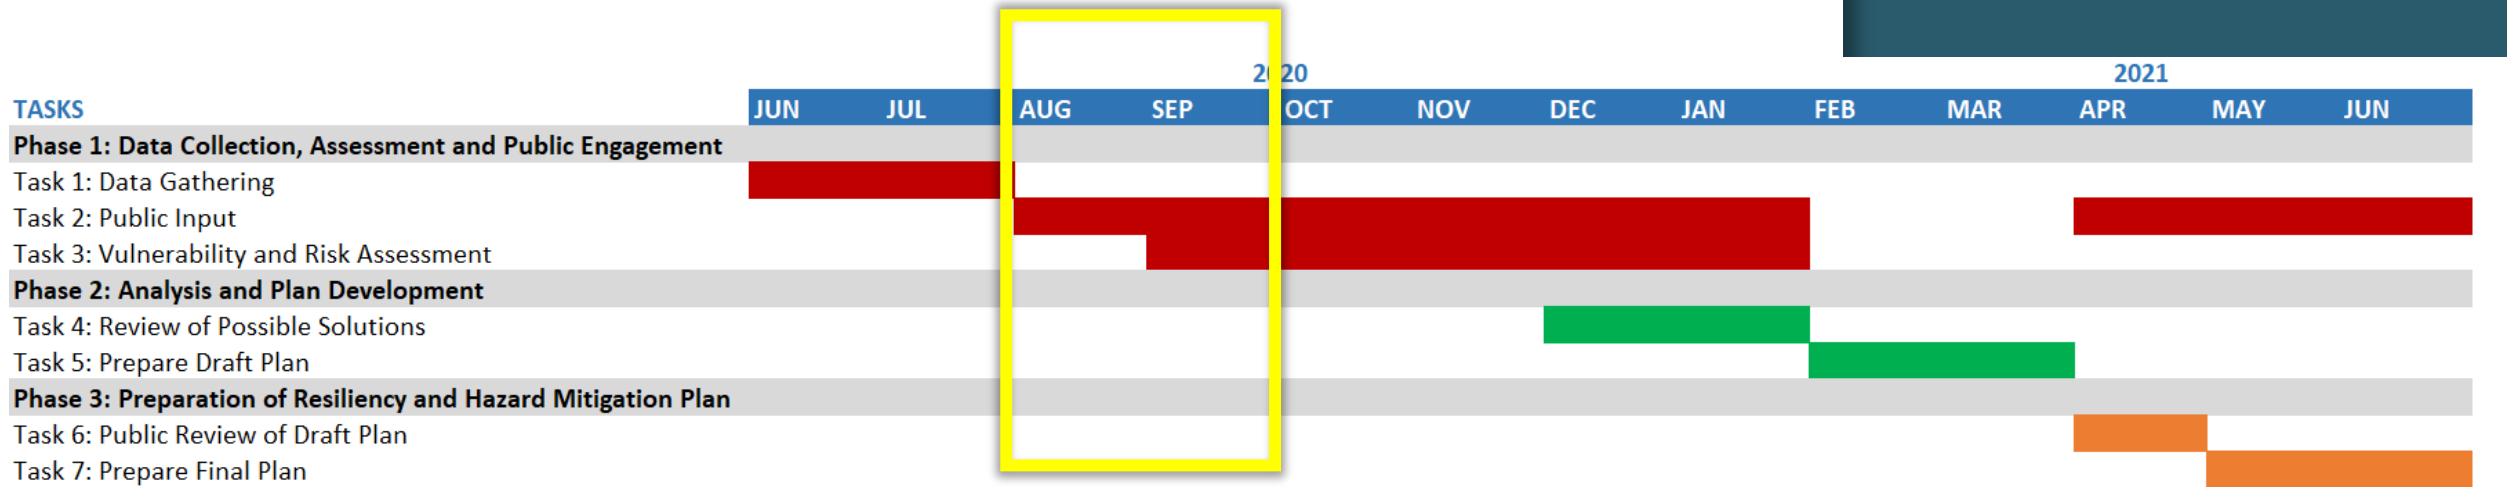 2020 2021
TASKS JUN JUL AUG SEP OCT NOV DEC JAN FEB MAR APR MAY JUN
Phase 1: Data Collection, Assessment and Public Engagement
Task 1: Data Gathering
Task 2: Public Input
Task 3: Vulnerability and Risk Assessment
Phase 2: Analysis and Plan Development
Task 4: Review of Possible Solutions
Task 5: Prepare Draft Plan
Phase 3: Preparation of Resiliency and Hazard Mitigation Plan
Task 6: Public Review of Draft Plan
Task 7: Prepare Final Plan